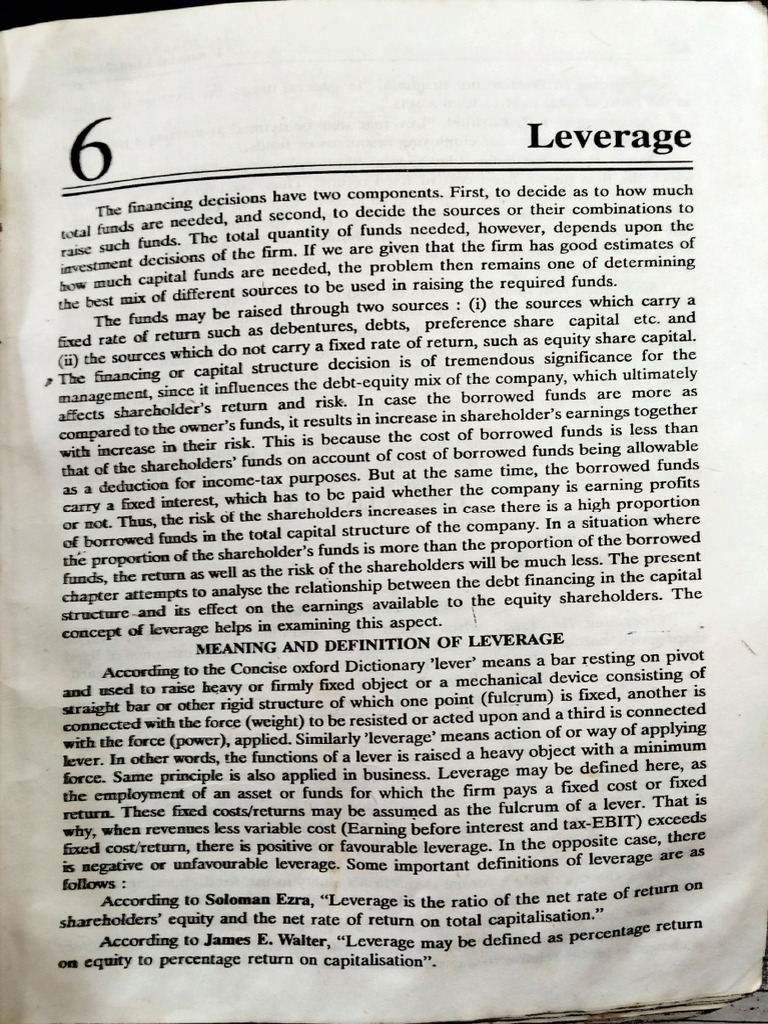 6
Leverage
The financing decisions have two components. First, to decide as to how much
total funds are needed, and second, to decide the sources or their combinations to
raise such funds. The total quantity of funds needed, however, depends upon the
investment decisions of the firm. If we are given that the firm has good estimates of
how much capital funds are needed, the problem then remains one of determining
the best mix of different sources to be used in raising the required funds.
The funds may be raised through two sources : (i) the sources which carry a
fixed rate of return such as debentures, debts, preference share capital etc. and
(ii) the sources which do not carry a fixed rate of return, such as equity share capital.
The financing or capital structure decision is of tremendous significance for the
management, since it influences the debt-equity mix of the company, which ultimately
affects shareholder's return and risk. In case the borrowed funds are more as
compared to the owner's funds, it results in increase in shareholder's earnings together
with increase in their risk. This is because the cost of borrowed funds is less than
that of the shareholders' funds on account of cost of borrowed funds being allowable
as a deduction for income-tax purposes. But at the same time, the borrowed funds
carry a fixed interest, which has to be paid whether the company is earning profits
or not. Thus, the risk of the shareholders increases in case there is a high proportion
of borrowed funds in the total capital structure of the company. In a situation where
the proportion of the shareholder's funds is more than the proportion of the borrowed
funds, the return as well as the risk of the shareholders will be much less. The present
chapter attempts to analyse the relationship between the debt financing in the capital
structure and its effect on the earnings available to the equity shareholders. The
concept of leverage helps in examining this aspect.
MEANING AND DEFINITION OF LEVERAGE
According to the Concise oxford Dictionary 'lever' means a bar resting on pivot
and used to raise heavy or firmly fixed object or a mechanical device consisting of
straight bar or other rigid structure of which one point (fulcrum) is fixed, another is
connected with the force (weight) to be resisted or acted upon and a third is connected
with the force (power), applied. Similarly 'leverage' means action of or way of applying
lever. In other words, the functions of a lever is raised a heavy object with a minimum
force. Same principle is also applied in business. Leverage may be defined here, as
the employment of an asset or funds for which the firm pays a fixed cost or fixed
return. These fixed costs/returns may be assumed as the fulcrum of a lever. That is
why, when revenues less variable cost (Earning before interest and tax-EBIT) exceeds
fixed cost/return, there is positive or favourable leverage. In the opposite case, there
is negative or unfavourable leverage. Some important definitions of leverage are as
follows :
According to Soloman Ezra, “Leverage is the ratio of the net rate of return on
shareholders' equity and the net rate of return on total capitalisation.”
According to James E. Walter, “Leverage may be defined as percentage return
on equity to percentage return on capitalisation”.